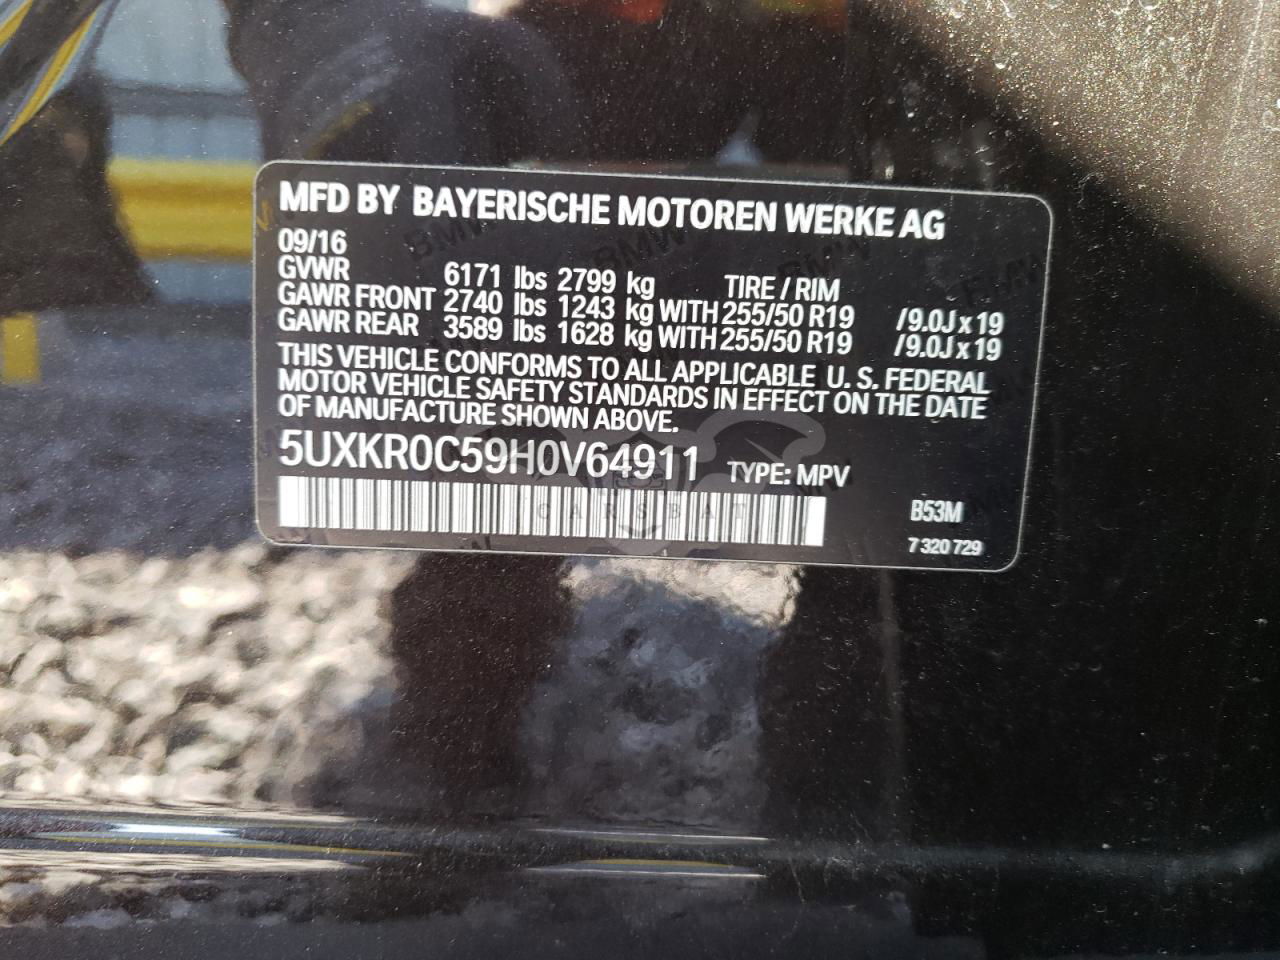 MFD BY BAYERISCHE MOTOREN WERKE AG
09/16
GVWR 6171 lbs 2799 kg TIRE / RIM
GAWR FRONT 2740 lbs 1243 kg WITH 255/50 R19 /9.0J x 19
GAWR REAR 3589 lbs 1628 kg WITH 255/50 R19 /9.0J x 19
THIS VEHICLE CONFORMS TO ALL APPLICABLE U. S. FEDERAL
MOTOR VEHICLE SAFETY STANDARDS IN EFFECT ON THE DATE
OF MANUFACTURE SHOWN ABOVE.
5UXKR0C59H0V64911 TYPE: MPV
CARSBAT
B53M
7 320 729